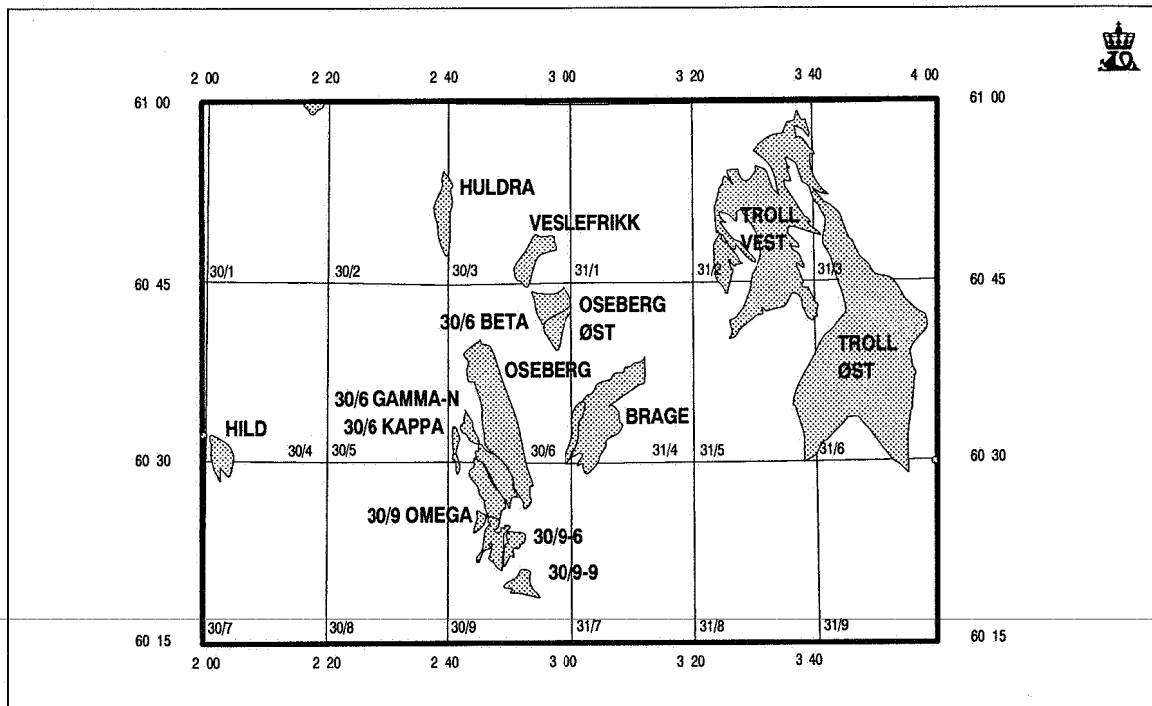 2 00 2 20 2 40 3 00 3 20 3 40 4 00
61 00 61 00
HULDRA
VESLEFRIKK
TROLL
VEST
30/1 30/2 30/3 31/1 31/2 31/3
60 45 60 45
OSEBERG
ØST
30/6 BETA
TROLL
ØST
OSEBERG
30/6 GAMMA-N
30/6 KAPPA
BRAGE
HILD
30/4 30/5 30/6 31/4 31/5 31/6
60 30 60 30
30/9 OMEGA
30/9-6
30/9-9
30/7 30/8 30/9 31/7 31/8 31/9
60 15 60 15
2 00 2 20 2 40 3 00 3 20 3 40